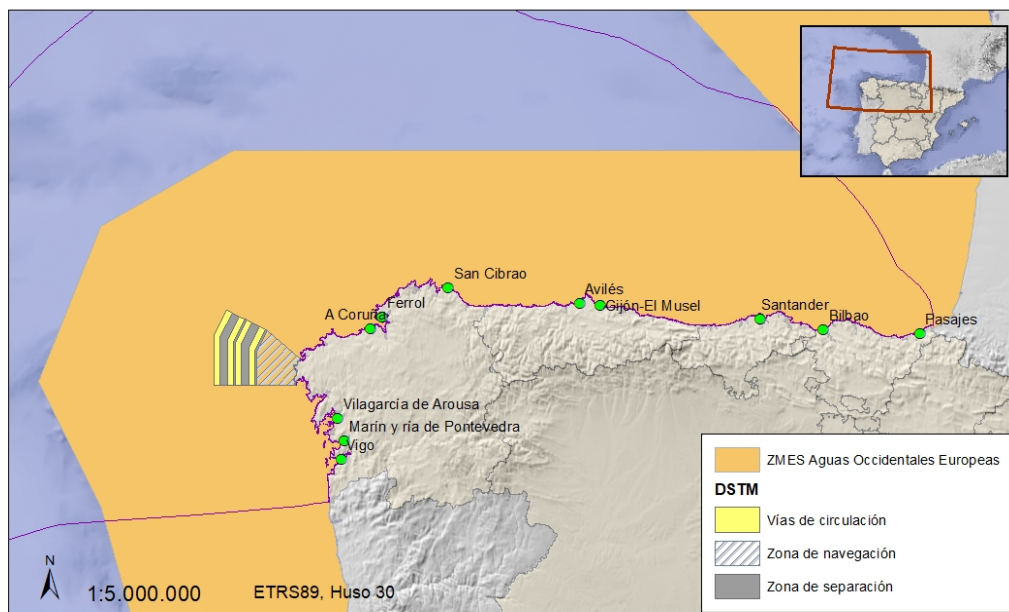 San Cibrao
Ferrol
A Coruña
Avilés
Gijón-El Musel
Santander
Bilbao
Pasajes
Vilagarcía de Arousa
Marín y ría de Pontevedra
Vigo
ZMES Aguas Occidentales Europeas
DSTM
Vías de circulación
Zona de navegación
Zona de separación
N
1:5.000.000
ETRS89, Huso 30